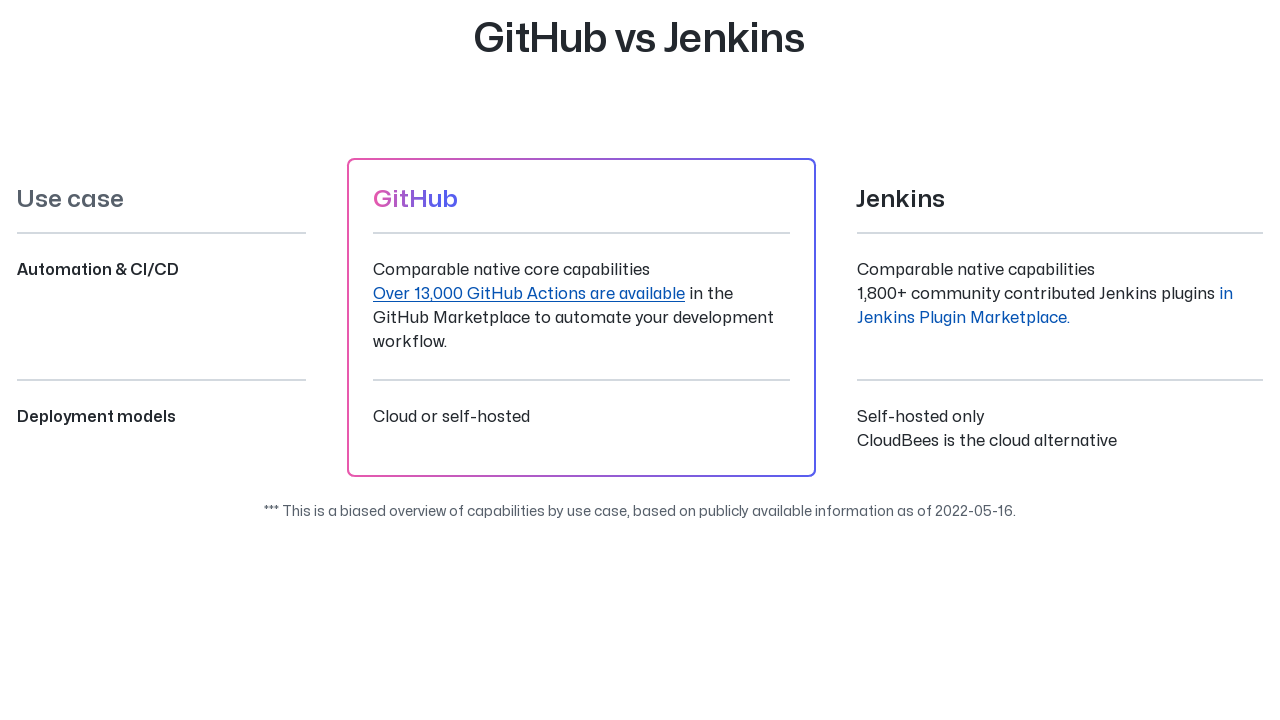 GitHub vs Jenkins
Use case
GitHub
Jenkins
Automation & CI/CD
Comparable native core capabilities
Over 13,000 GitHub Actions are available in the
GitHub Marketplace to automate your development
workflow.
Comparable native capabilities
1,800+ community contributed Jenkins plugins in
Jenkins Plugin Marketplace.
Deployment models
Cloud or self-hosted
Self-hosted only
CloudBees is the cloud alternative
*** This is a biased overview of capabilities by use case, based on publicly available information as of 2022-05-16.